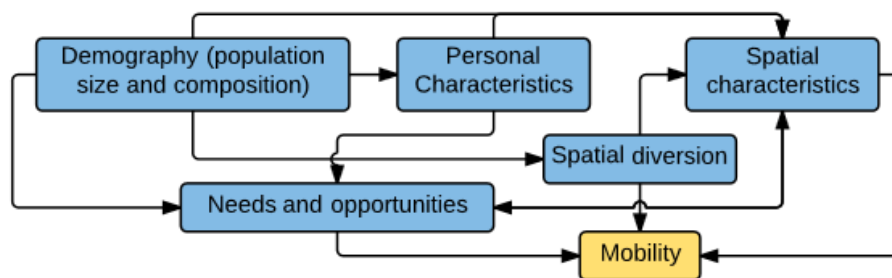 Demography (population
size and composition)
Personal
Characteristics
Spatial
characteristics
Spatial diversion
Needs and opportunities
Mobility